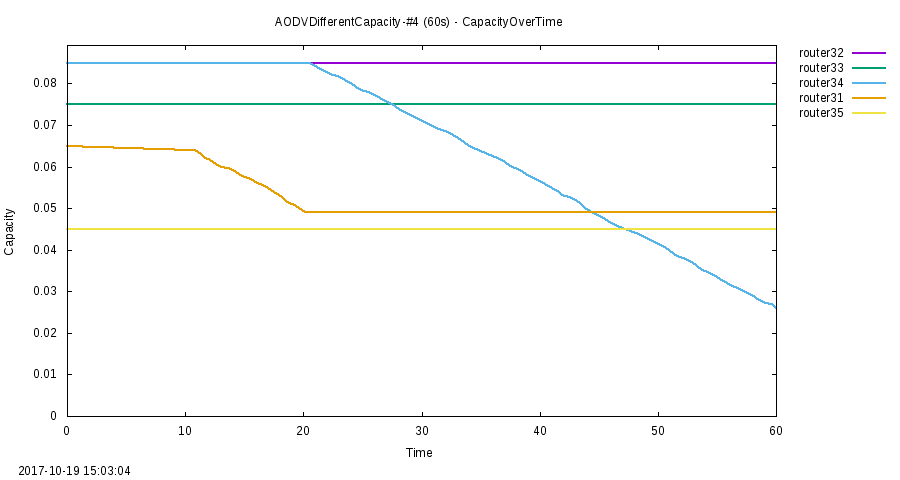 AODVDifferentCapacity-#4 (60s) - CapacityOverTime
router32
router33
router34
router31
router35
0.08
0.07
0.06
0.05
0.04
0.03
0.02
0.01
0
Capacity
0 10 20 30 40 50 60
Time
2017-10-19 15:03:04